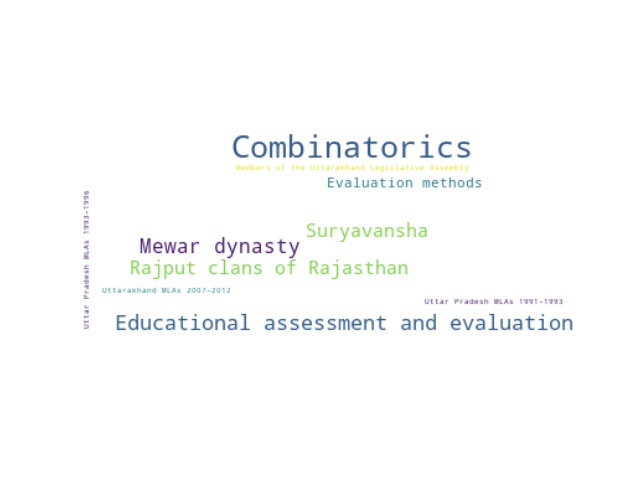 Combinatorics
Members of the Uttarakhand Legislative Assembly
Evaluation methods
Uttar Pradesh MLAs 1993–1996
Suryavansha
Mewar dynasty
Rajput clans of Rajasthan
Uttarakhand MLAs 2007–2012
Uttar Pradesh MLAs 1991–1993
Educational assessment and evaluation